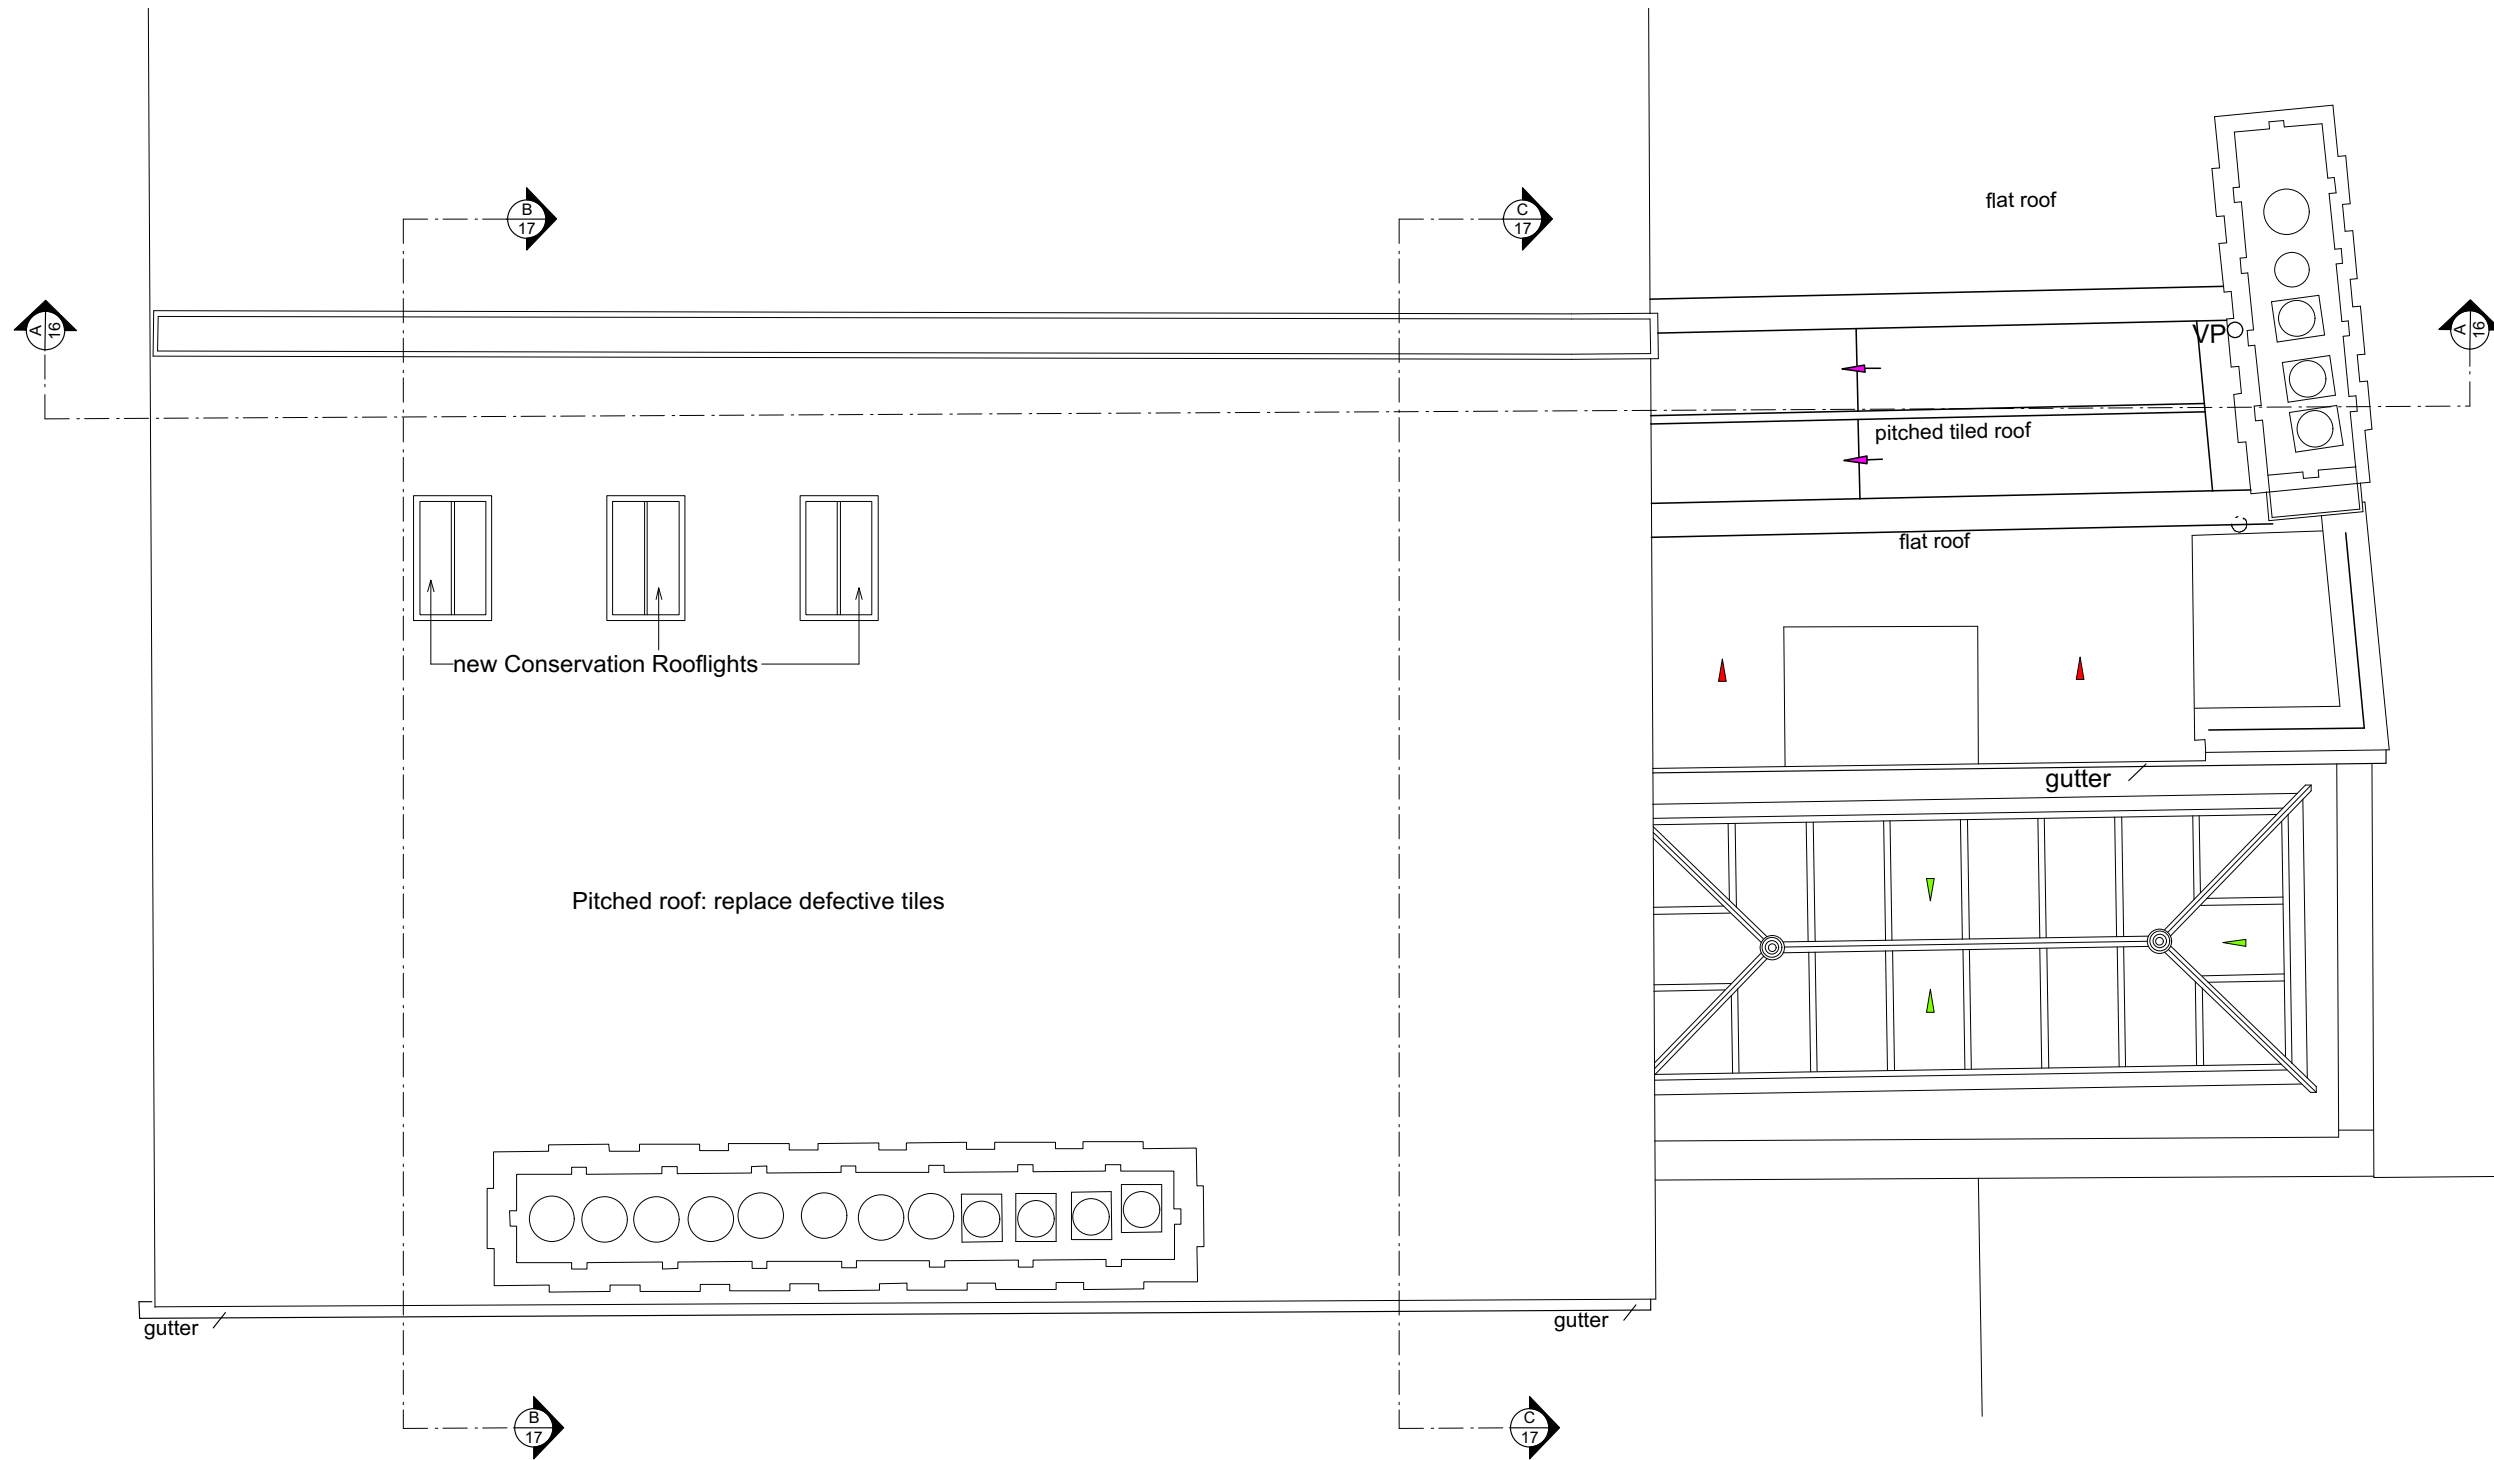 flat roof
B
17
C
17
A
16
A
16
VP
pitched tiled roof
flat roof
new Conservation Rooflights
gutter
Pitched roof: replace defective tiles
gutter
gutter
B
17
C
17